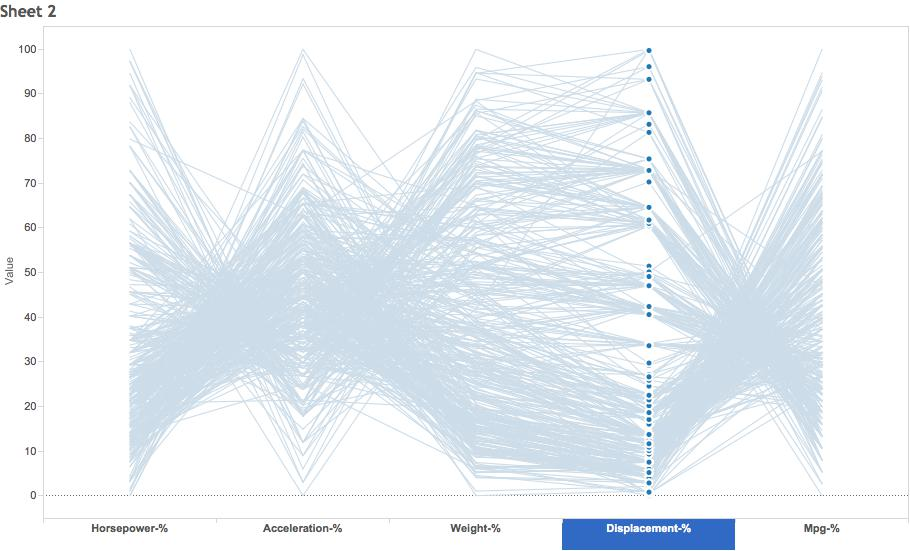 Sheet 2
100
90
80
70
60
50
40
30
20
10
0
Value
Horsepower-%
Acceleration-%
Weight-%
Displacement-%
Mpg-%